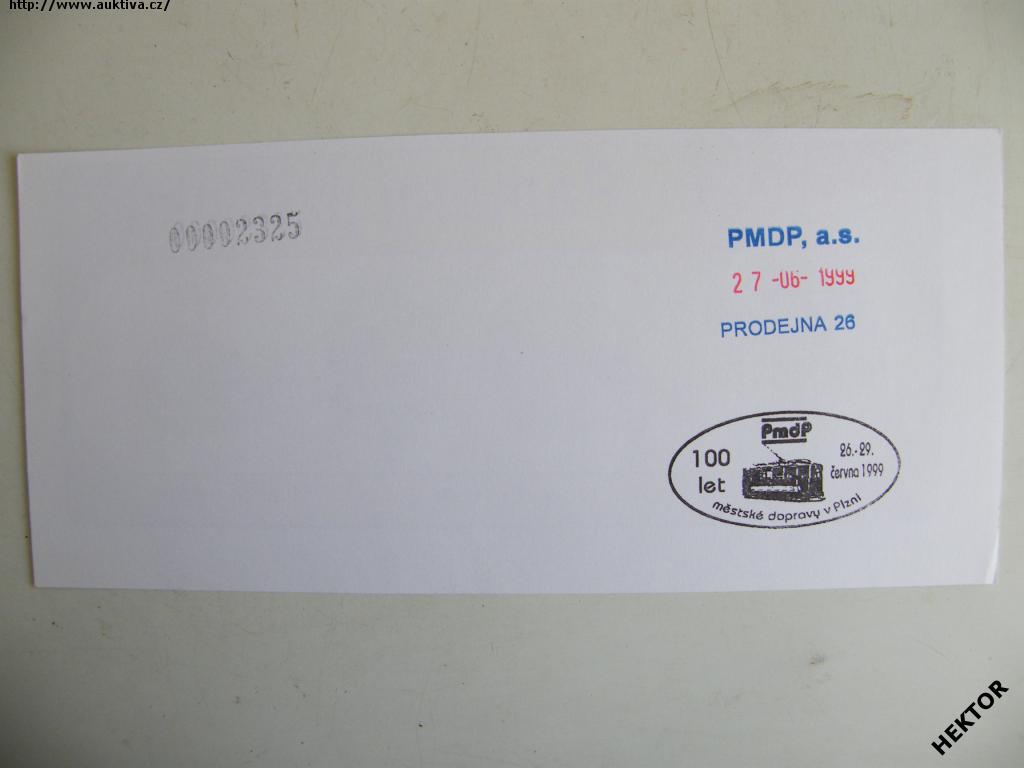 http://www.auktiva.cz/
00002325
PMDP, a.s.
27 -06- 1999
PRODEJNA 26
PmdP
100 let
26.-29. června 1999
městské dopravy v Plzni
HEKTOR